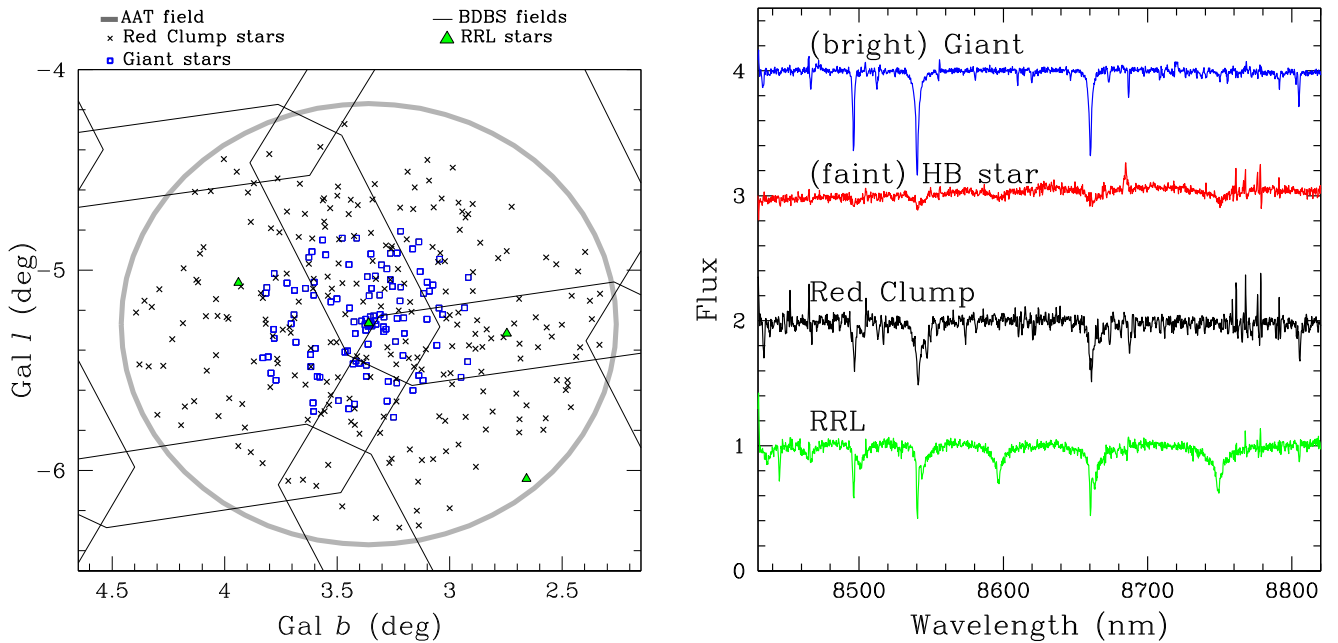 AAT field
BDBS fields
Red Clump stars
RRL stars
Giant stars
−4
−5
−6
4.5
4
3.5
3
2.5
Gal l (deg)
Gal b (deg)
(bright) Giant
(faint) HB star
Red Clump
RRL
4
3
2
1
0
Flux
8500
8600
8700
8800
Wavelength (nm)